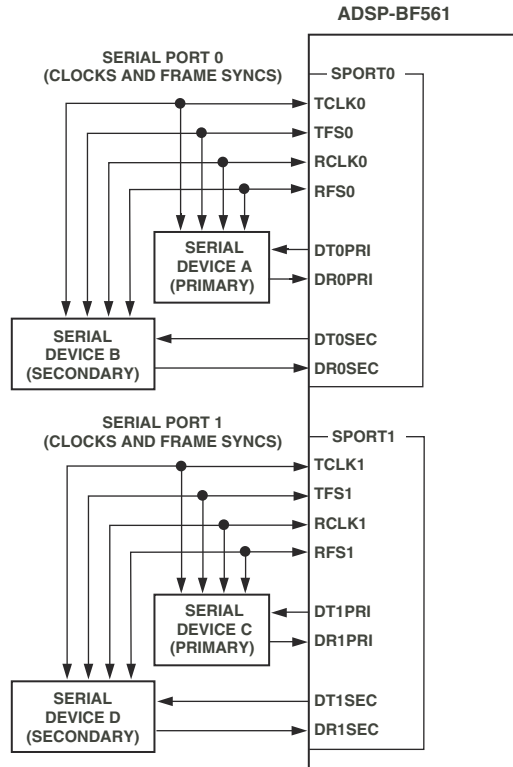 ADSP-BF561
SERIAL PORT 0
(CLOCKS AND FRAME SYNCS)
SPORT0
TCLK0
TFS0
RCLK0
RFS0
SERIAL
DEVICE A
(PRIMARY)
DT0PRI
DR0PRI
SERIAL
DEVICE B
(SECONDARY)
DT0SEC
DR0SEC
SERIAL PORT 1
(CLOCKS AND FRAME SYNCS)
SPORT1
TCLK1
TFS1
RCLK1
RFS1
SERIAL
DEVICE C
(PRIMARY)
DT1PRI
DR1PRI
SERIAL
DEVICE D
(SECONDARY)
DT1SEC
DR1SEC